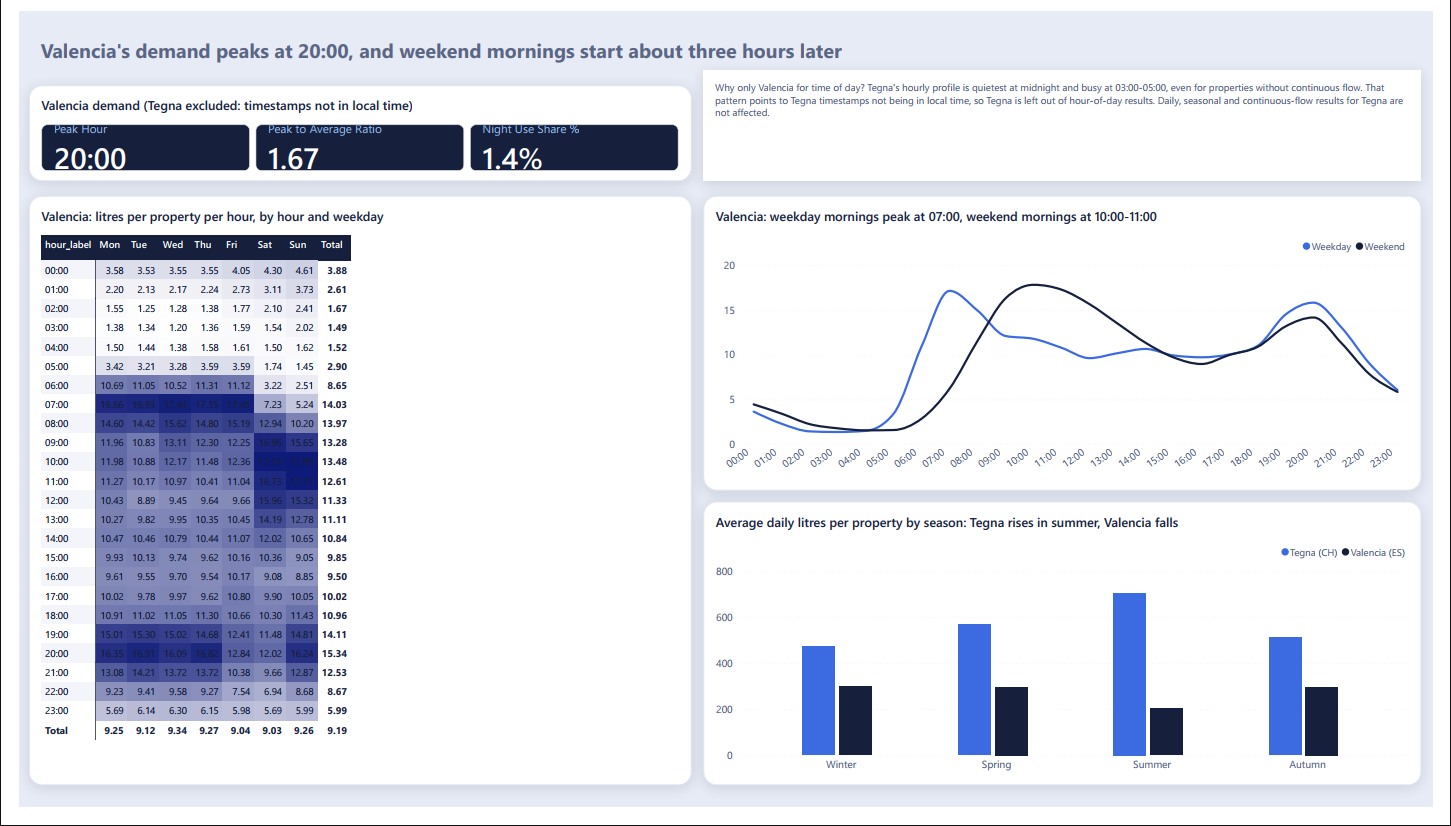 Valencia's demand peaks at 20:00, and weekend mornings start about three hours later
Valencia demand (Tegna excluded: timestamps not in local time)
Peak Hour
20:00
Peak to Average Ratio
1.67
Night Use Share %
1.4%
Why only Valencia for time of day? Tegna's hourly profile is quietest at midnight and busy at 03:00-05:00, even for properties without continuous flow. That
pattern points to Tegna timestamps not being in local time, so Tegna is left out of hour-of-day results. Daily, seasonal and continuous-flow results for Tegna are
not affected.
Valencia: litres per property per hour, by hour and weekday
hour_label Mon Tue Wed Thu Fri Sat Sun Total
00:00 3.58 3.53 3.55 3.55 4.05 4.30 4.61 3.88
01:00 2.20 2.13 2.17 2.24 2.73 3.11 3.73 2.61
02:00 1.55 1.25 1.28 1.38 1.77 2.10 2.41 1.67
03:00 1.38 1.34 1.20 1.36 1.59 1.54 2.02 1.49
04:00 1.50 1.44 1.38 1.58 1.61 1.50 1.62 1.52
05:00 3.42 3.21 3.28 3.59 3.59 1.74 1.45 2.90
06:00 10.69 11.05 10.52 11.31 11.12 3.22 2.51 8.65
07:00 7.23 5.24 14.03
08:00 14.60 14.42 15.62 14.80 15.19 12.94 10.20 13.97
09:00 11.96 10.83 13.11 12.30 12.25 15.65 13.28
10:00 11.98 10.88 12.17 11.48 12.36 13.48
11:00 11.27 10.17 10.97 10.41 11.04 12.61
12:00 10.43 8.89 9.45 9.64 9.66 15.96 15.32 11.33
13:00 10.27 9.82 9.95 10.35 10.45 14.19 12.78 11.11
14:00 10.47 10.46 10.79 10.44 11.07 12.02 10.65 10.84
15:00 9.93 10.13 9.74 9.62 10.16 10.36 9.05 9.85
16:00 9.61 9.55 9.70 9.54 10.17 9.08 8.85 9.50
17:00 10.02 9.78 9.97 9.62 10.80 9.90 10.05 10.02
18:00 10.91 11.02 11.05 11.30 10.66 10.30 11.43 10.96
19:00 15.01 15.30 15.02 14.68 12.41 11.48 14.81 14.11
20:00 16.35 16.09 12.84 12.02 16.24 15.34
21:00 13.08 14.21 13.72 13.72 10.38 9.66 12.87 12.53
22:00 9.23 9.41 9.58 9.27 7.54 6.94 8.68 8.67
23:00 5.69 6.14 6.30 6.15 5.98 5.69 5.99 5.99
Total 9.25 9.12 9.34 9.27 9.04 9.03 9.26 9.19
Valencia: weekday mornings peak at 07:00, weekend mornings at 10:00-11:00
Weekday Weekend
20
15
10
5
0
00:00 01:00 02:00 03:00 04:00 05:00 06:00 07:00 08:00 09:00 10:00 11:00 12:00 13:00 14:00 15:00 16:00 17:00 18:00 19:00 20:00 21:00 22:00 23:00
Average daily litres per property by season: Tegna rises in summer, Valencia falls
Tegna (CH) Valencia (ES)
800
600
400
200
0
Winter Spring Summer Autumn